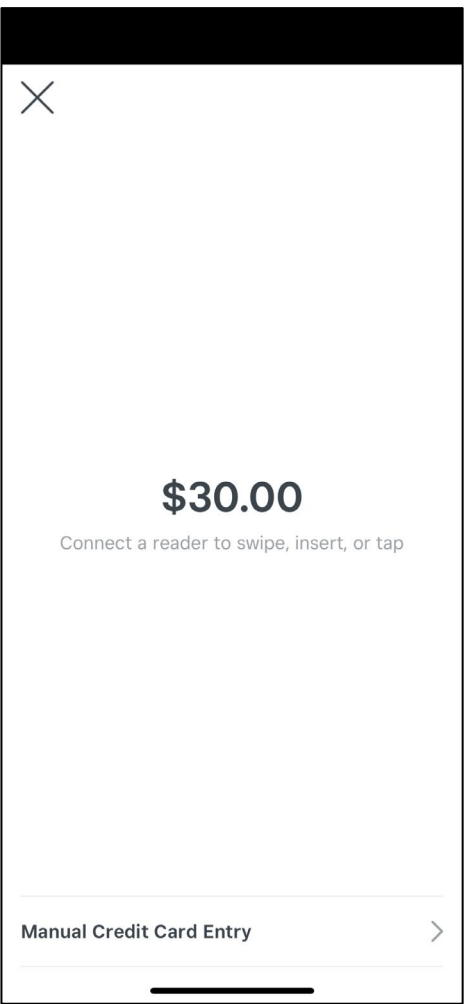 $30.00
Connect a reader to swipe, insert, or tap
Manual Credit Card Entry